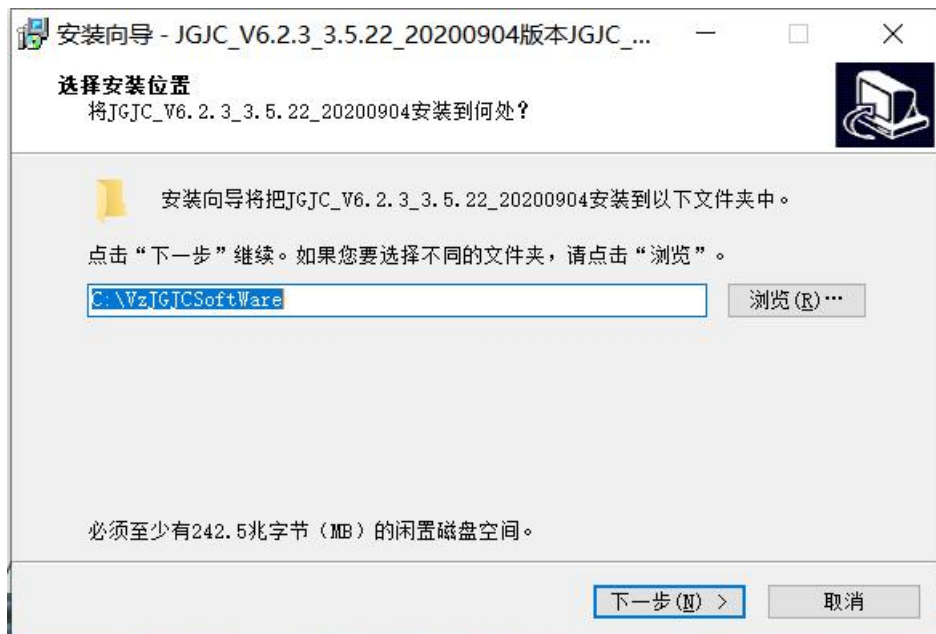 安装向导 - JGJC_V6.2.3_3.5.22_20200904版本JGJC_...
选择安装位置
将JGJC_V6.2.3_3.5.22_20200904安装到何处?
安装向导将把JGJC_V6.2.3_3.5.22_20200904安装到以下文件夹中。
点击“下一步”继续。如果您要选择不同的文件夹，请点击“浏览”。
C:\VzJGJCSoftWare
浏览(R)…
必须至少有242.5兆字节（MB）的闲置磁盘空间。
下一步(N) >
取消